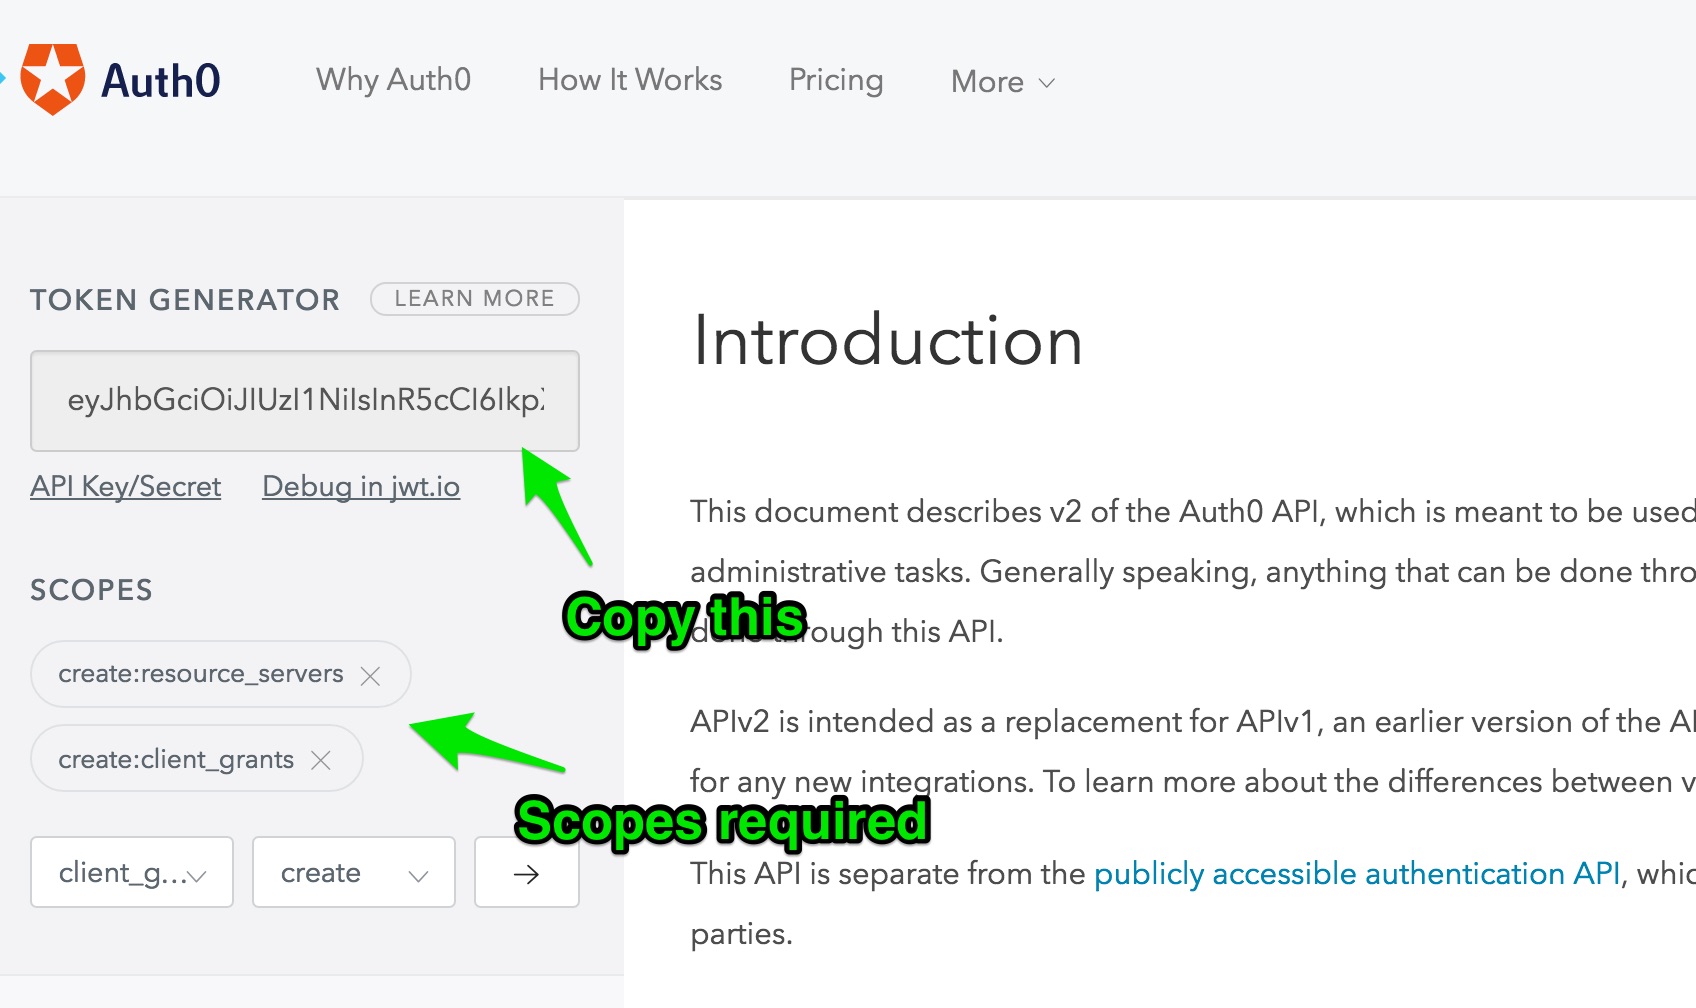 Auth0
Why Auth0
How It Works
Pricing
More
TOKEN GENERATOR
LEARN MORE
eyJhbGciOiJIUzI1NiIsInR5cCI6IkpX
API Key/Secret
Debug in jwt.io
SCOPES
create:resource_servers
create:client_grants
client_g...
create
Copy this
Scopes required
Introduction
This document describes v2 of the Auth0 API, which is meant to be used
administrative tasks. Generally speaking, anything that can be done thro
done through this API.
APIv2 is intended as a replacement for APIv1, an earlier version of the AP
for any new integrations. To learn more about the differences between v
This API is separate from the publicly accessible authentication API, whic
parties.